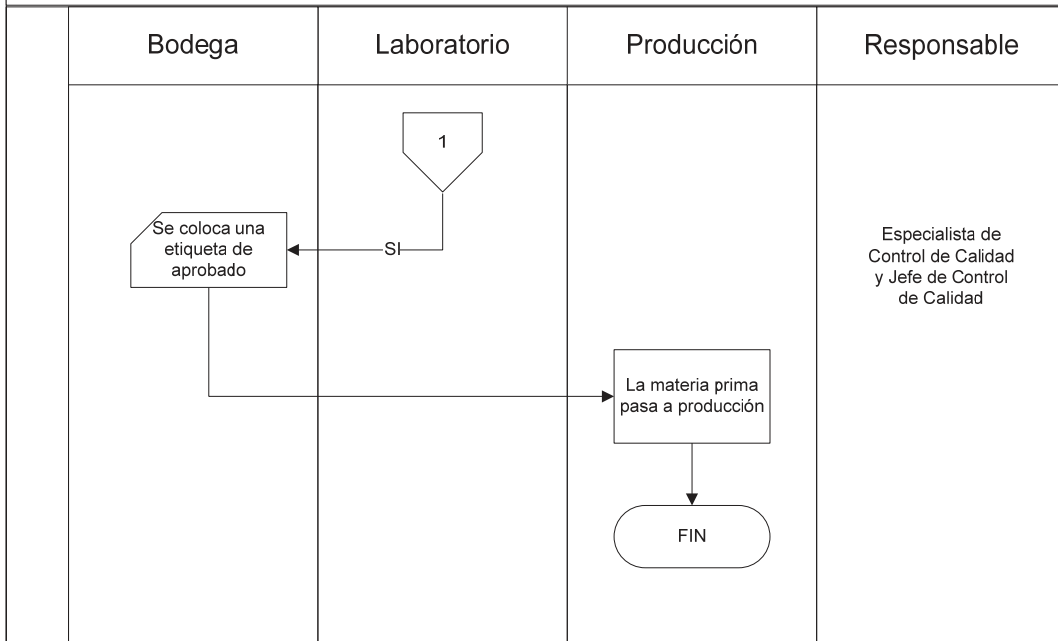 Bodega
Laboratorio
Producción
Responsable
1
SI
Se coloca una
etiqueta de
aprobado
Especialista de
Control de Calidad
y Jefe de Control
de Calidad
La materia prima
pasa a producción
FIN